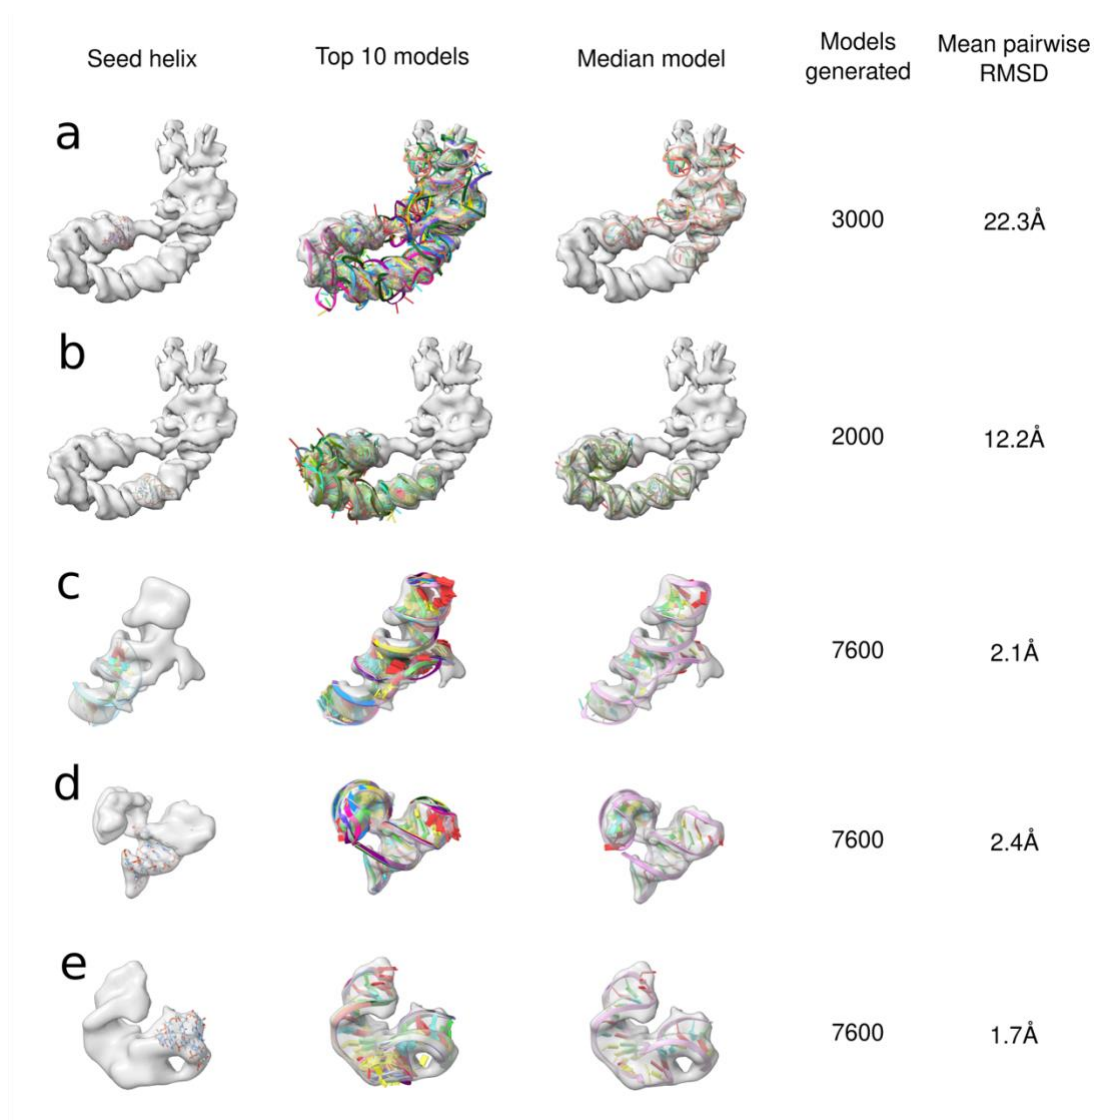 Seed helix
Top 10 models
Median model
Models
generated
Mean pairwise
RMSD
a
3000
22.3Å
b
2000
12.2Å
c
7600
2.1Å
d
7600
2.4Å
e
7600
1.7Å